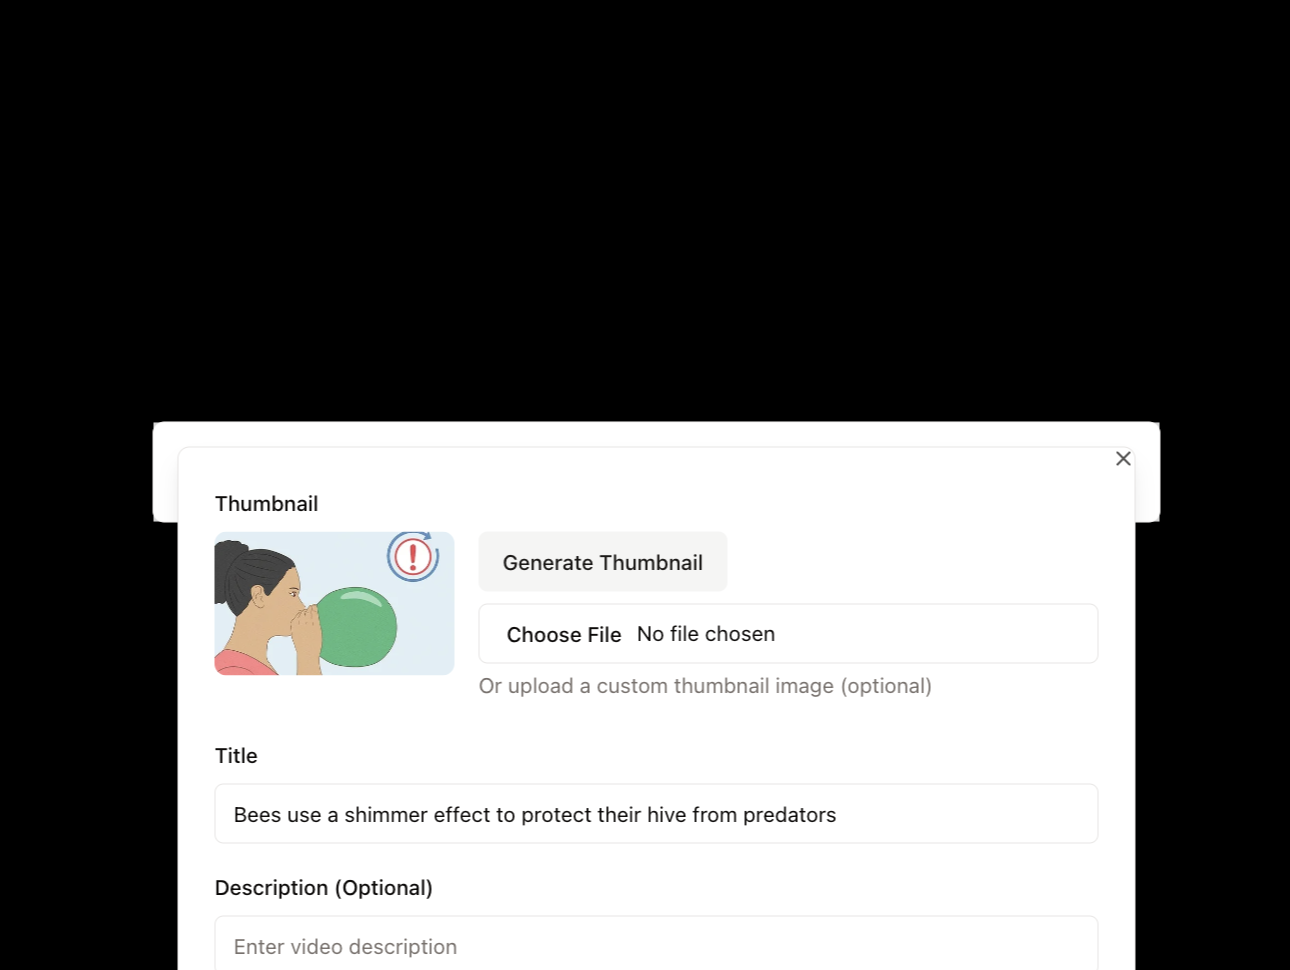 Thumbnail
Generate Thumbnail
Choose File No file chosen
Or upload a custom thumbnail image (optional)
Title
Bees use a shimmer effect to protect their hive from predators
Description (Optional)
Enter video description